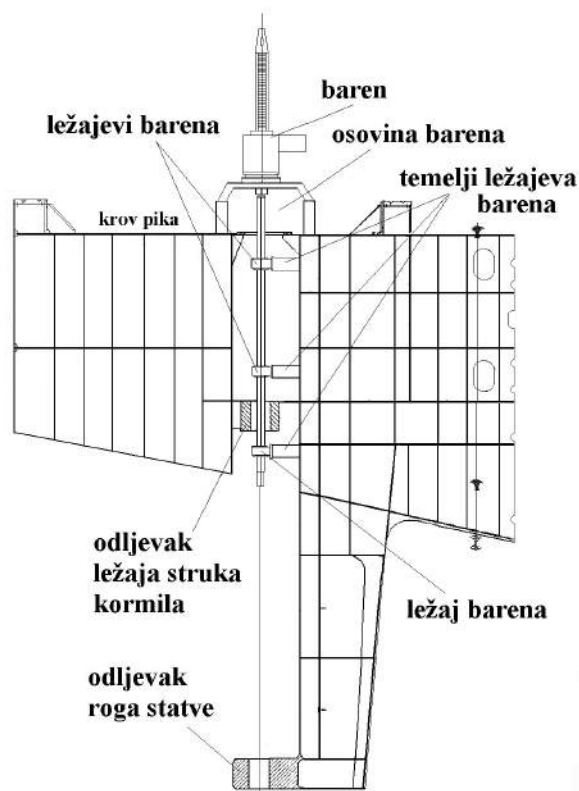 baren
ležajevi barena
osovina barena
temelji ležajeva
barena
krov pika
odljevak
ležaja struka
kormila
ležaj barena
odljevak
roga statve